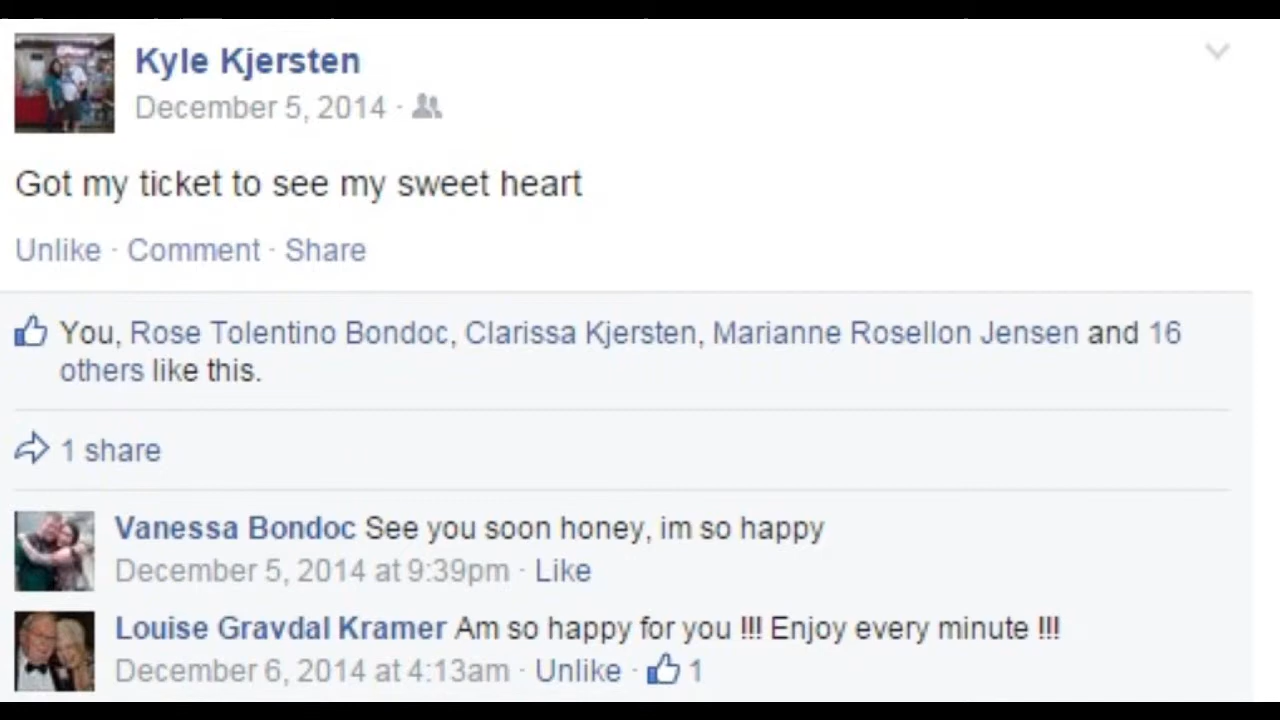 Kyle Kjersten
December 5, 2014 ·
Got my ticket to see my sweet heart
Unlike · Comment · Share
You, Rose Tolentino Bondoc, Clarissa Kjersten, Marianne Rosellon Jensen and 16
others like this.
1 share
Vanessa Bondoc See you soon honey, im so happy
December 5, 2014 at 9:39pm · Like
Louise Gravdal Kramer Am so happy for you !!! Enjoy every minute !!!
December 6, 2014 at 4:13am · Unlike · 1